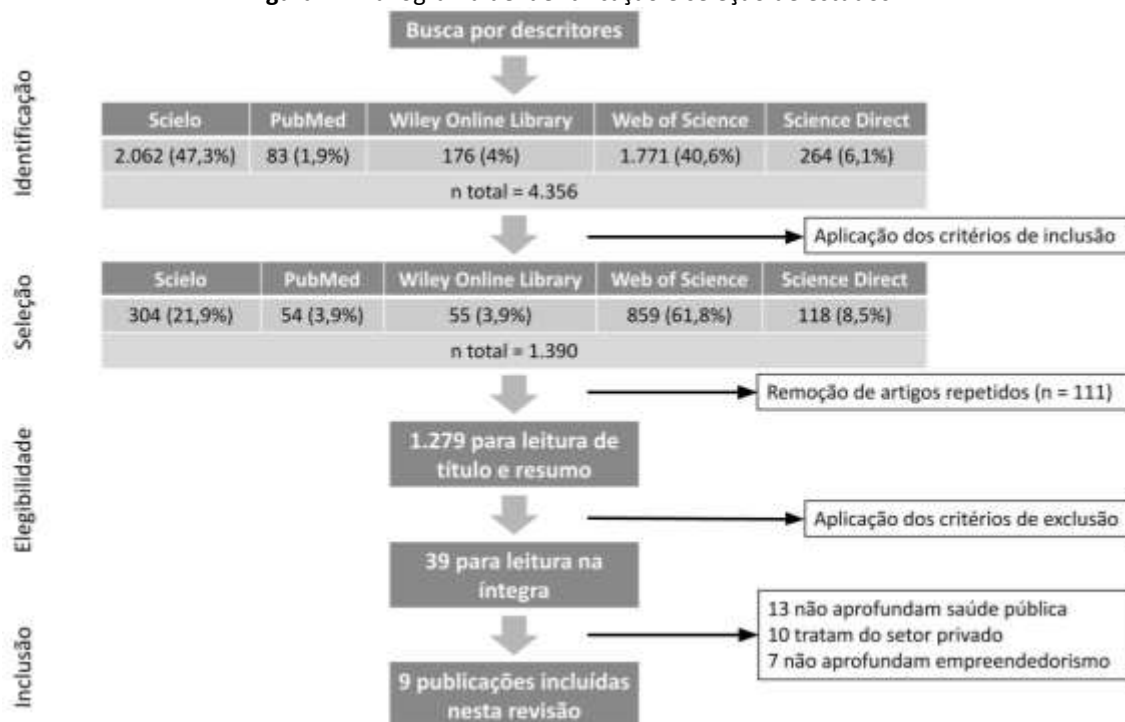 Busca por descritores
Identificação
Scielo PubMed Wiley Online Library Web of Science Science Direct
2.062 (47,3%) 83 (1,9%) 176 (4%) 1.771 (40,6%) 264 (6,1%)
n total = 4.356
Aplicação dos critérios de inclusão
Seleção
Scielo PubMed Wiley Online Library Web of Science Science Direct
304 (21,9%) 54 (3,9%) 55 (3,9%) 859 (61,8%) 118 (8,5%)
n total = 1.390
Remoção de artigos repetidos (n = 111)
Elegibilidade
1.279 para leitura de
título e resumo
Aplicação dos critérios de exclusão
39 para leitura na
íntegra
Inclusão
13 não aprofundam saúde pública
10 tratam do setor privado
7 não aprofundam empreendedorismo
9 publicações incluídas
nesta revisão